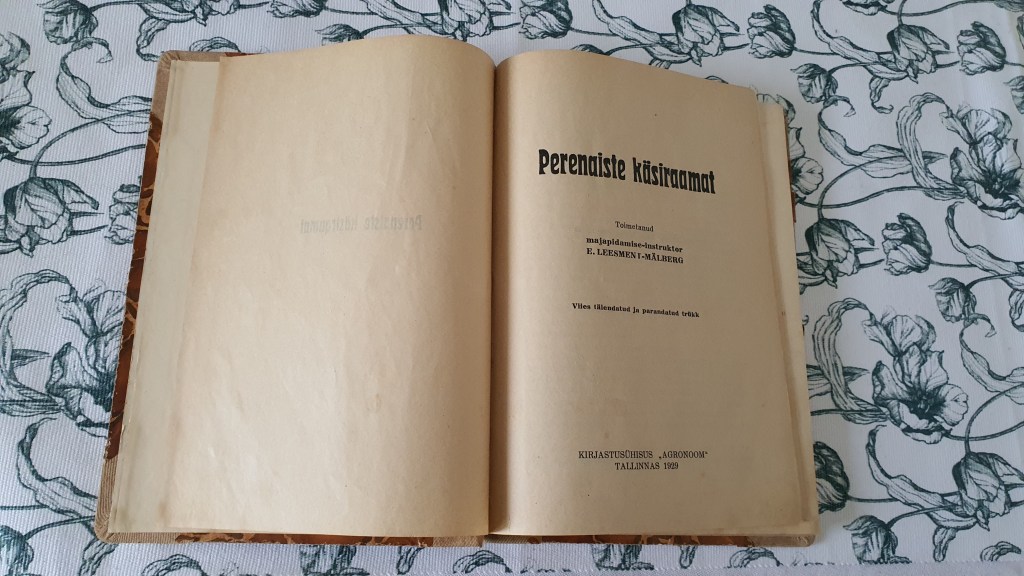 Perenaiste käsiraamat
Toimetanud
majapidamise-instruktor
E. LEESMENT-MÄLBERG
Viies täiendatud ja parandatud trükk
KIRJASTUSÜHISUS „AGRONOOM"
TALLINNAS 1929